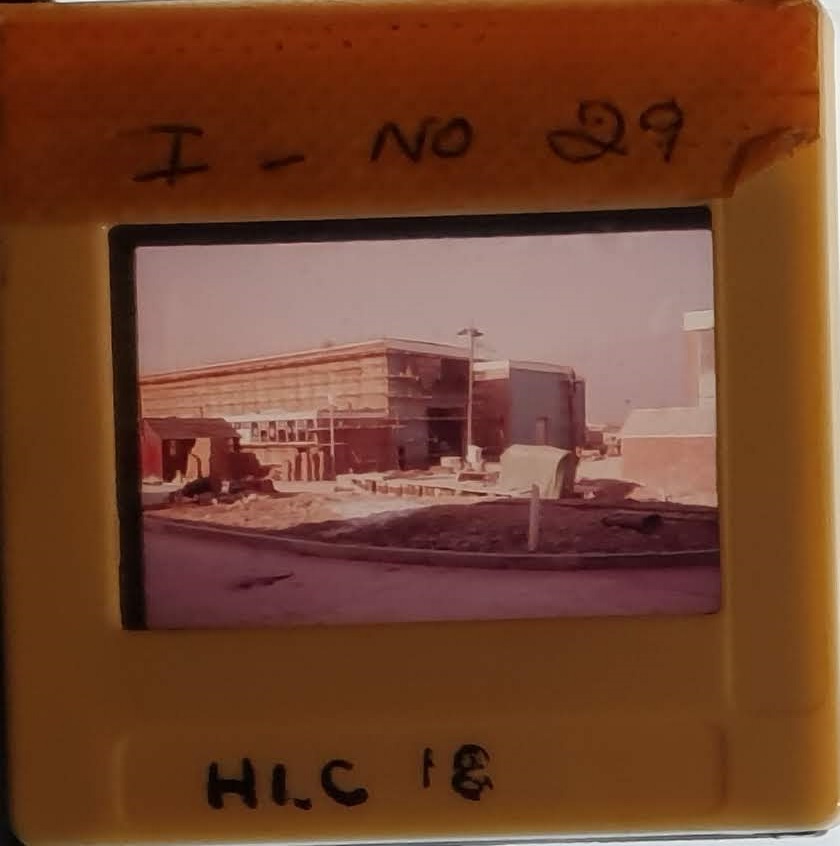 I - NO 29
HLC 18